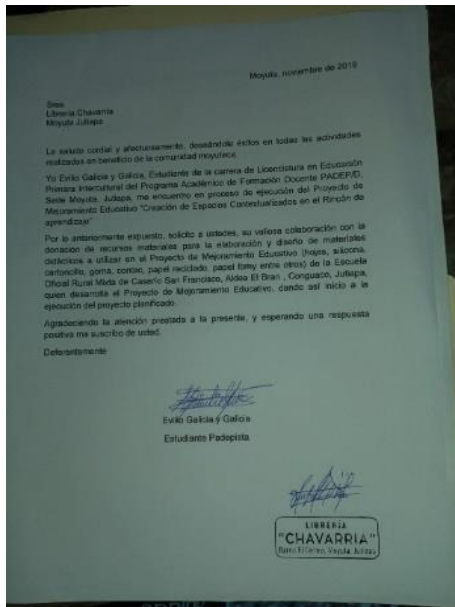 Moyuta, noviembre de 2019
Sres
Librería Chavarria
Moyuta Jutiapa
Le saludo cordial y afectuosamente, deseándole éxitos en todas las actividades
realizadas en beneficio de la comunidad moyuteca.
Yo Evilio Galicia y Galicia, Estudiante de la carrera de Licenciatura en Educación
Primaria Intercultural del Programa Académico de Formación Docente PADEP/D,
Sede Moyuta, Jutiapa, me encuentro en proceso de ejecución del Proyecto de
Mejoramiento Educativo "Creación de Espacios Contextualizados en el Rincón de
aprendizaje"
Por lo anteriormente expuesto, solicito a ustedes, su valiosa colaboración con la
donación de recursos materiales para la elaboración y diseño de materiales
didácticos a utilizar en el Proyecto de Mejoramiento Educativo (hojas, silicona,
cartoncillo, goma, contac, papel reciclado, papel fomy entre otros) de la Escuela
Oficial Rural Mixta de Caserío San Francisco, Aldea El Bran , Conguaco, Jutiapa,
quien desarrolla el Proyecto de Mejoramiento Educativo, dando así inicio a la
ejecución del proyecto planificado.
Agradeciendo la atención prestada a la presente, y esperando una respuesta
positiva me suscribo de usted.
Deferentemente
Evilio Galicia y Galicia
Estudiante Padepista
LIBRERÍA
"CHAVARRIA"
Moyuta, Jutiapa